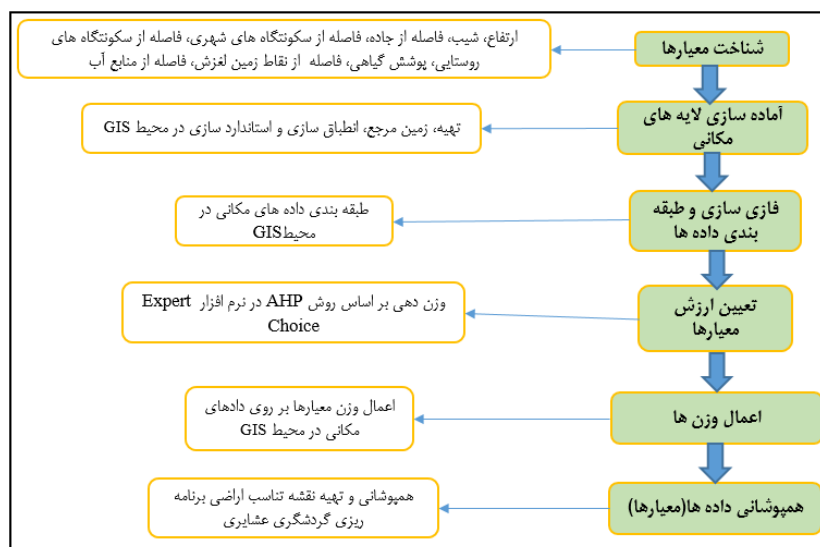 شناخت معیارها
ارتفاع، شیب، فاصله از جاده، فاصله از سکونتگاه های شهری، فاصله از سکونتگاه های
روستایی، پوشش گیاهی، فاصله از نقاط زمین لغزش، فاصله از منابع آب
آماده سازی لایه های
مکانی
تهیه، زمین مرجع، انطباق سازی و استاندارد سازی در محیط GIS
فازی سازی و طبقه
بندی داده ها
طبقه بندی داده های مکانی در
محیطGIS
تعیین ارزش
معیارها
وزن دهی بر اساس روش AHP در نرم افزار Expert
Choice
اعمال وزن ها
اعمال وزن معیارها بر روی دادهای
مکانی در محیط GIS
همپوشانی داده ها(معیارها)
همپوشانی و تهیه نقشه تناسب اراضی برنامه
ریزی گردشگری عشایری